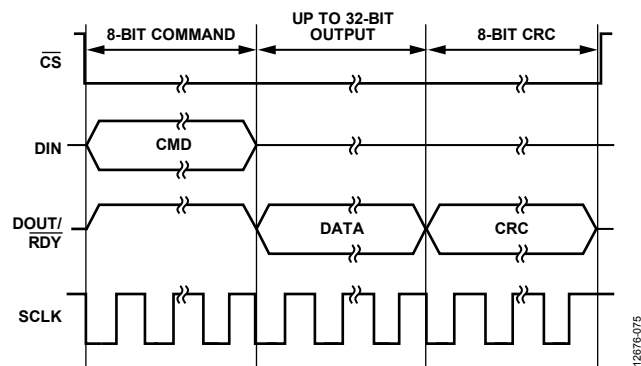 8-BIT COMMAND
UP TO 32-BIT
OUTPUT
8-BIT CRC
CS
DIN
CMD
DOUT/
RDY
DATA
CRC
SCLK
12676-075